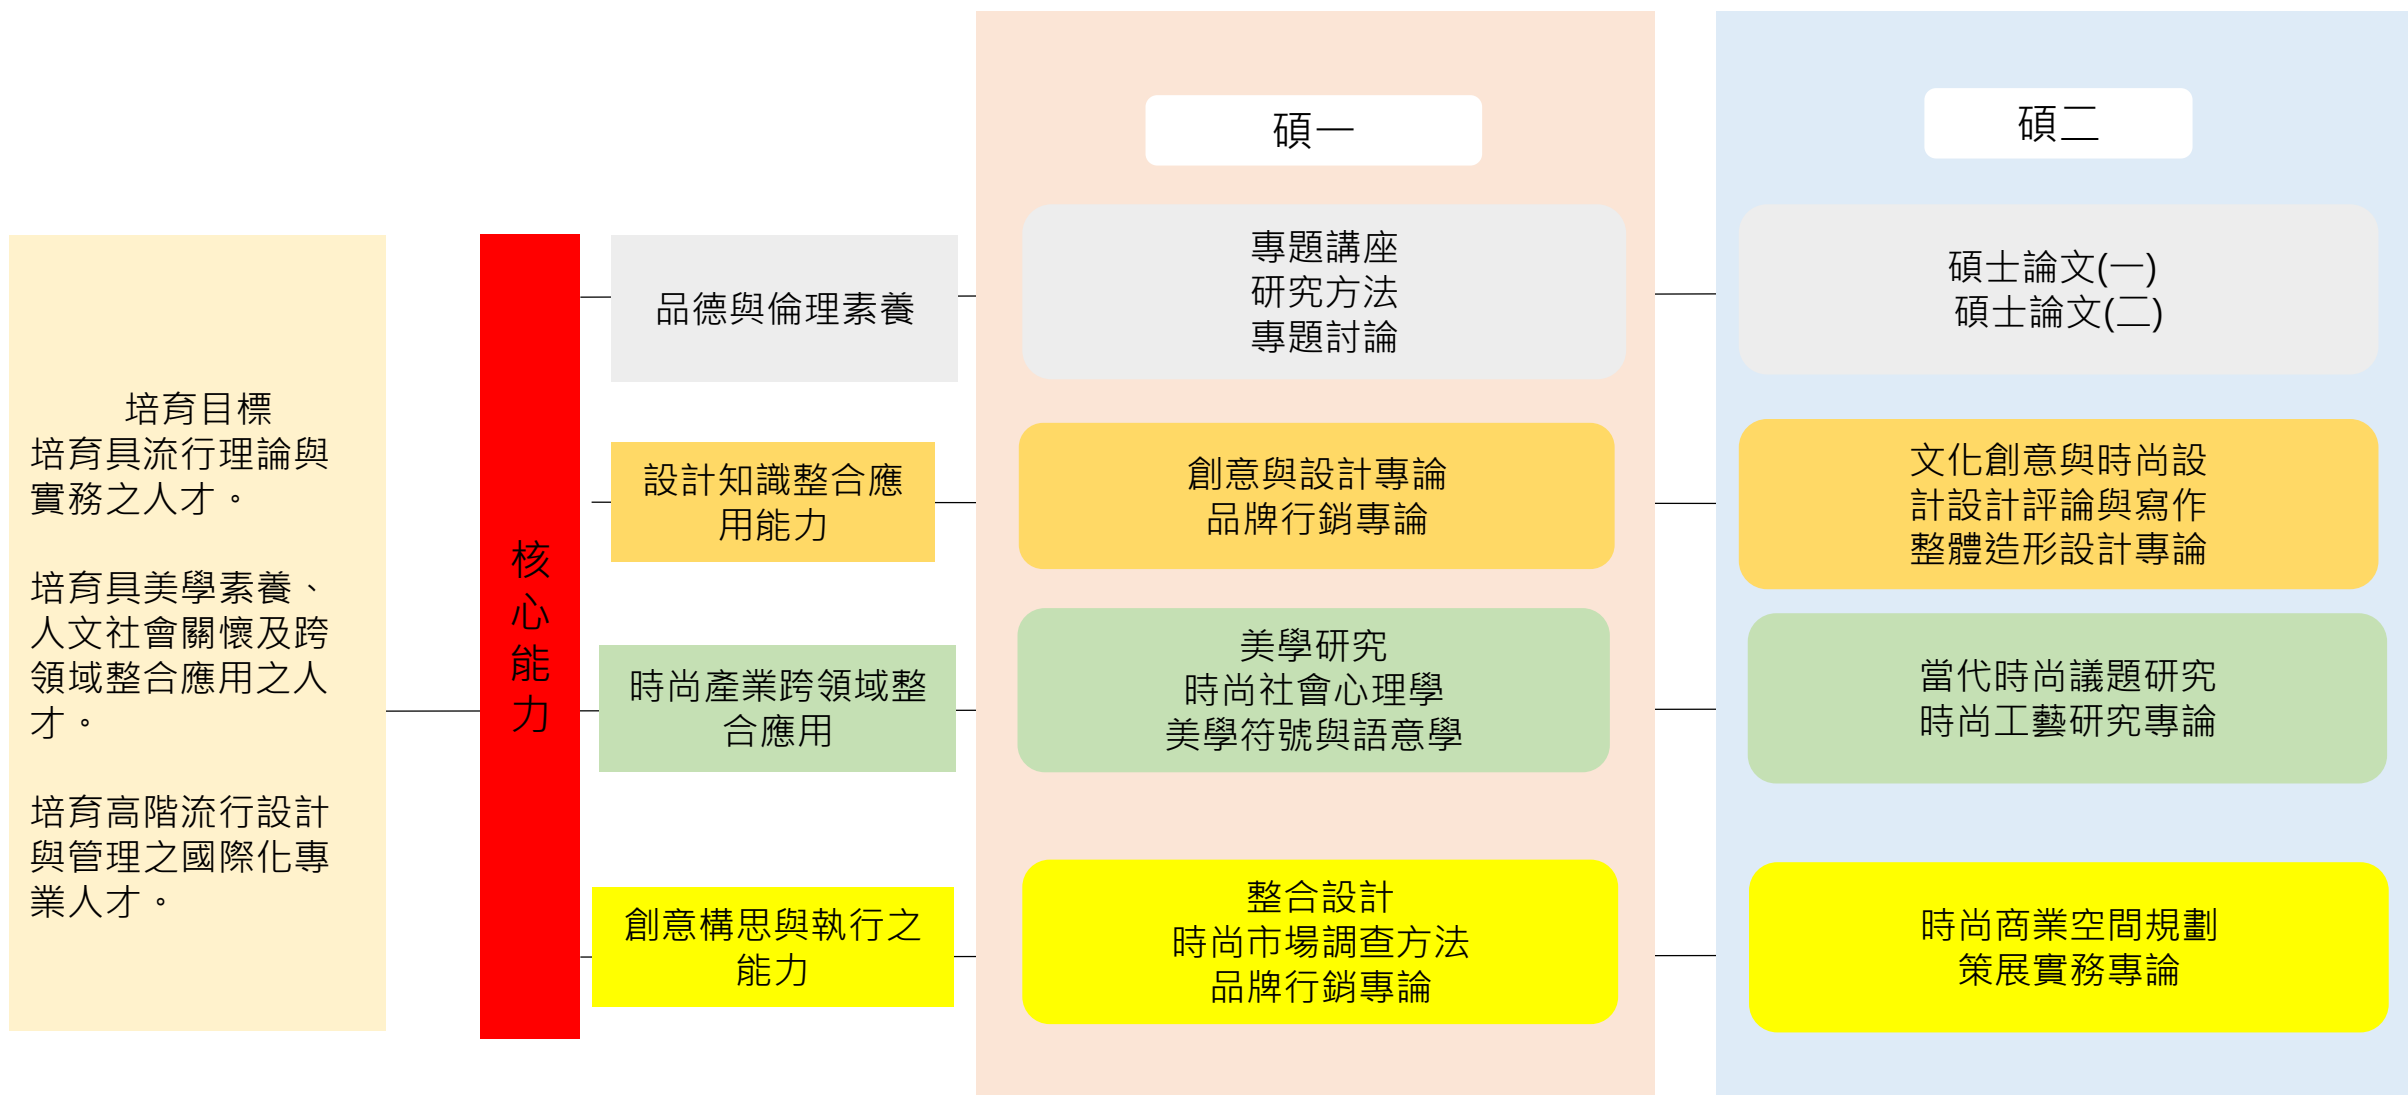 培育目標
培育具流行理論與
實務之人才。
培育具美學素養、
人文社會關懷及跨
領域整合應用之人
才。
培育高階流行設計
與管理之國際化專
業人才。
核
心
能
力
品德與倫理素養
設計知識整合應
用能力
時尚產業跨領域整
合應用
創意構思與執行之
能力
碩一
專題講座
研究方法
專題討論
創意與設計專論
品牌行銷專論
美學研究
時尚社會心理學
美學符號與語意學
整合設計
時尚市場調查方法
品牌行銷專論
碩二
碩士論文(一)
碩士論文(二)
文化創意與時尚設
計設計評論與寫作
整體造形設計專論
當代時尚議題研究
時尚工藝研究專論
時尚商業空間規劃
策展實務專論